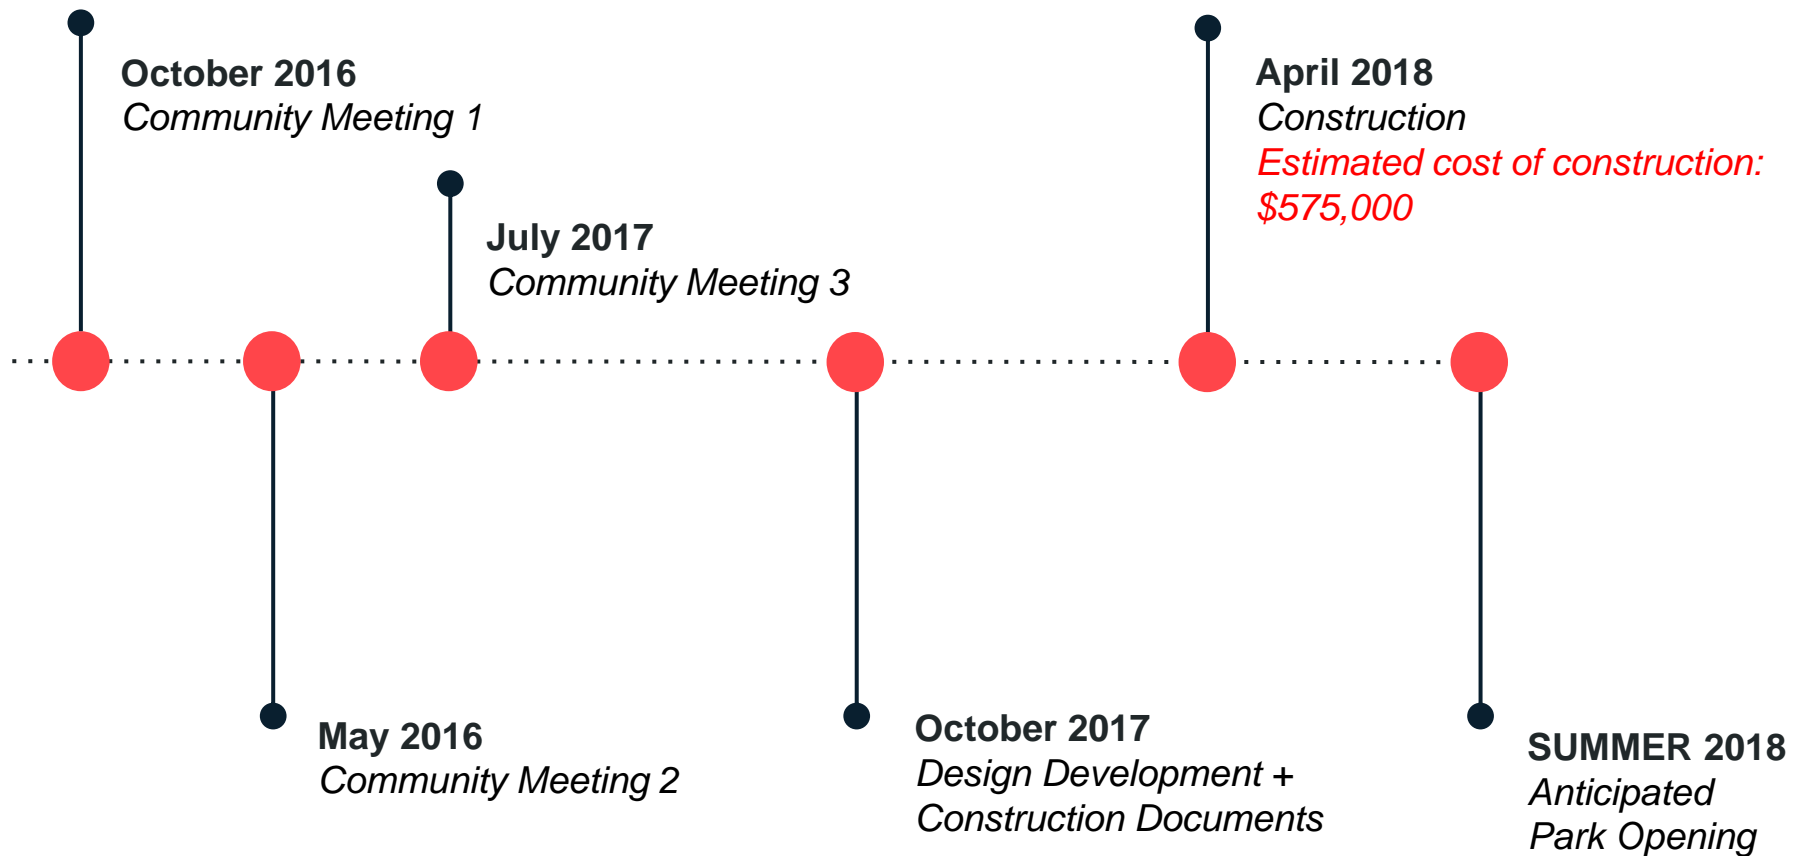 October 2016
Community Meeting 1
May 2016
Community Meeting 2
July 2017
Community Meeting 3
October 2017
Design Development +
Construction Documents
April 2018
Construction
Estimated cost of construction:
$575,000
SUMMER 2018
Anticipated
Park Opening